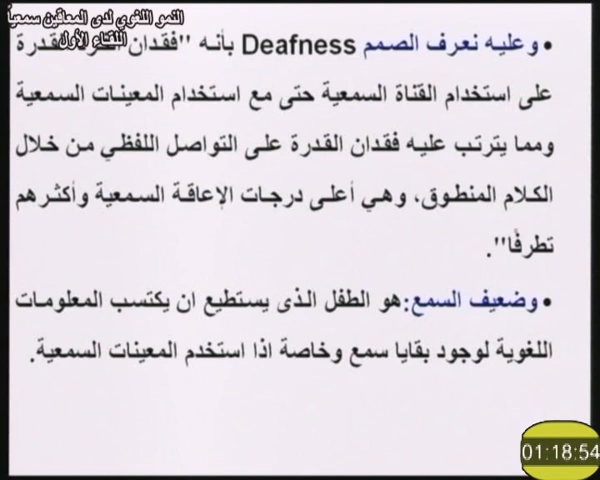 النمو اللغوي لدى المعاقين سمعياً
اللقاء الأول
• وعليه نعرف الصمم Deafness بأنه "فقدان
على استخدام القناة السمعية حتى مع استخدام المعينات السمعية
ومما يترتب عليه فقدان القدرة على التواصل اللفظي من خلال
الكلام المنطوق، وهي أعلى درجات الإعاقة السمعية وأكثرهم
تطرفًا".
• وضعيف السمع:هو الطفل الذى يستطيع ان يكتسب المعلومات
اللغوية لوجود بقايا سمع وخاصة اذا استخدم المعينات السمعية.
01:18:54